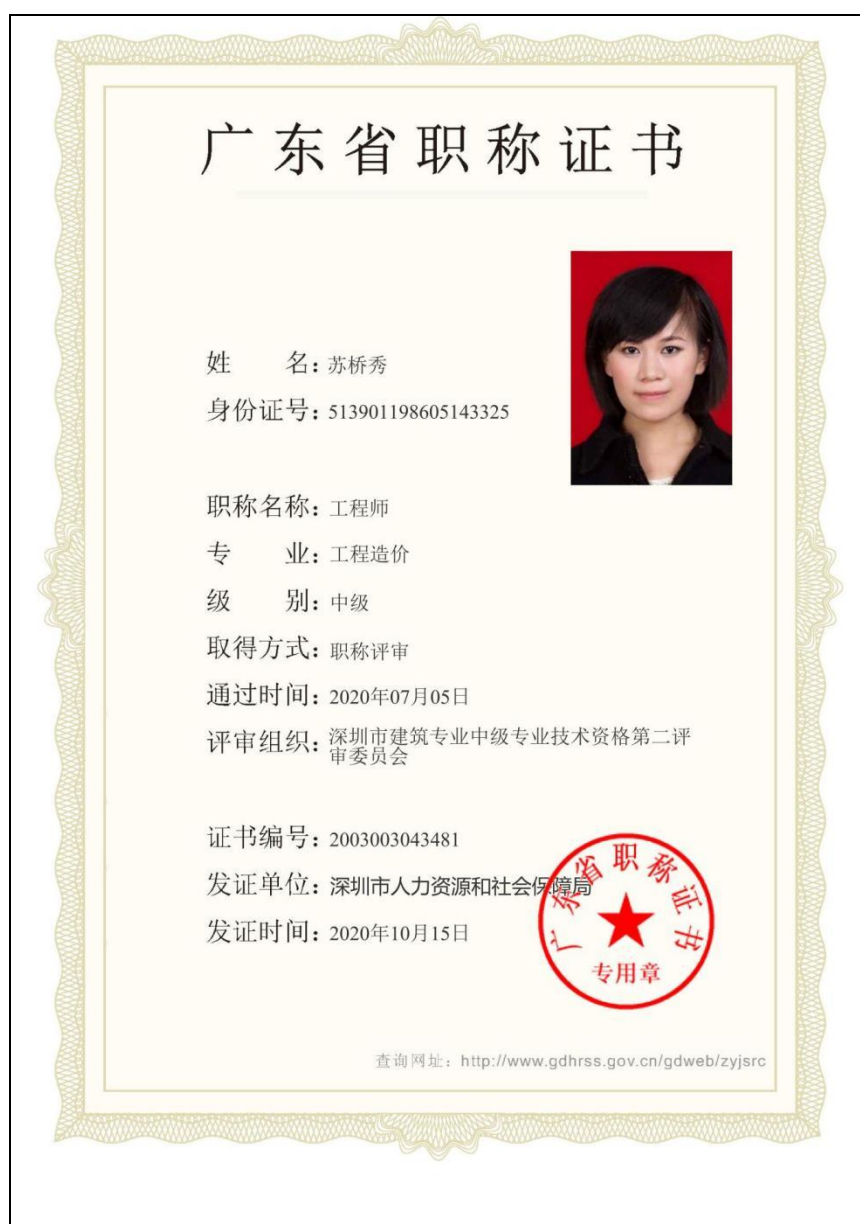 广东省职称证书
姓 名：苏桥秀
身份证号：513901198605143325
职称名称：工程师
专 业：工程造价
级 别：中级
取得方式：职称评审
通过时间：2020年07月05日
评审组织：深圳市建筑专业中级专业技术资格第二评
审委员会
证书编号：2003003043481
发证单位：深圳市人力资源和社会保障局
发证时间：2020年10月15日
广东省职称证书
专用章
查询网址：http://www.gdhrss.gov.cn/gdweb/zyjsrc